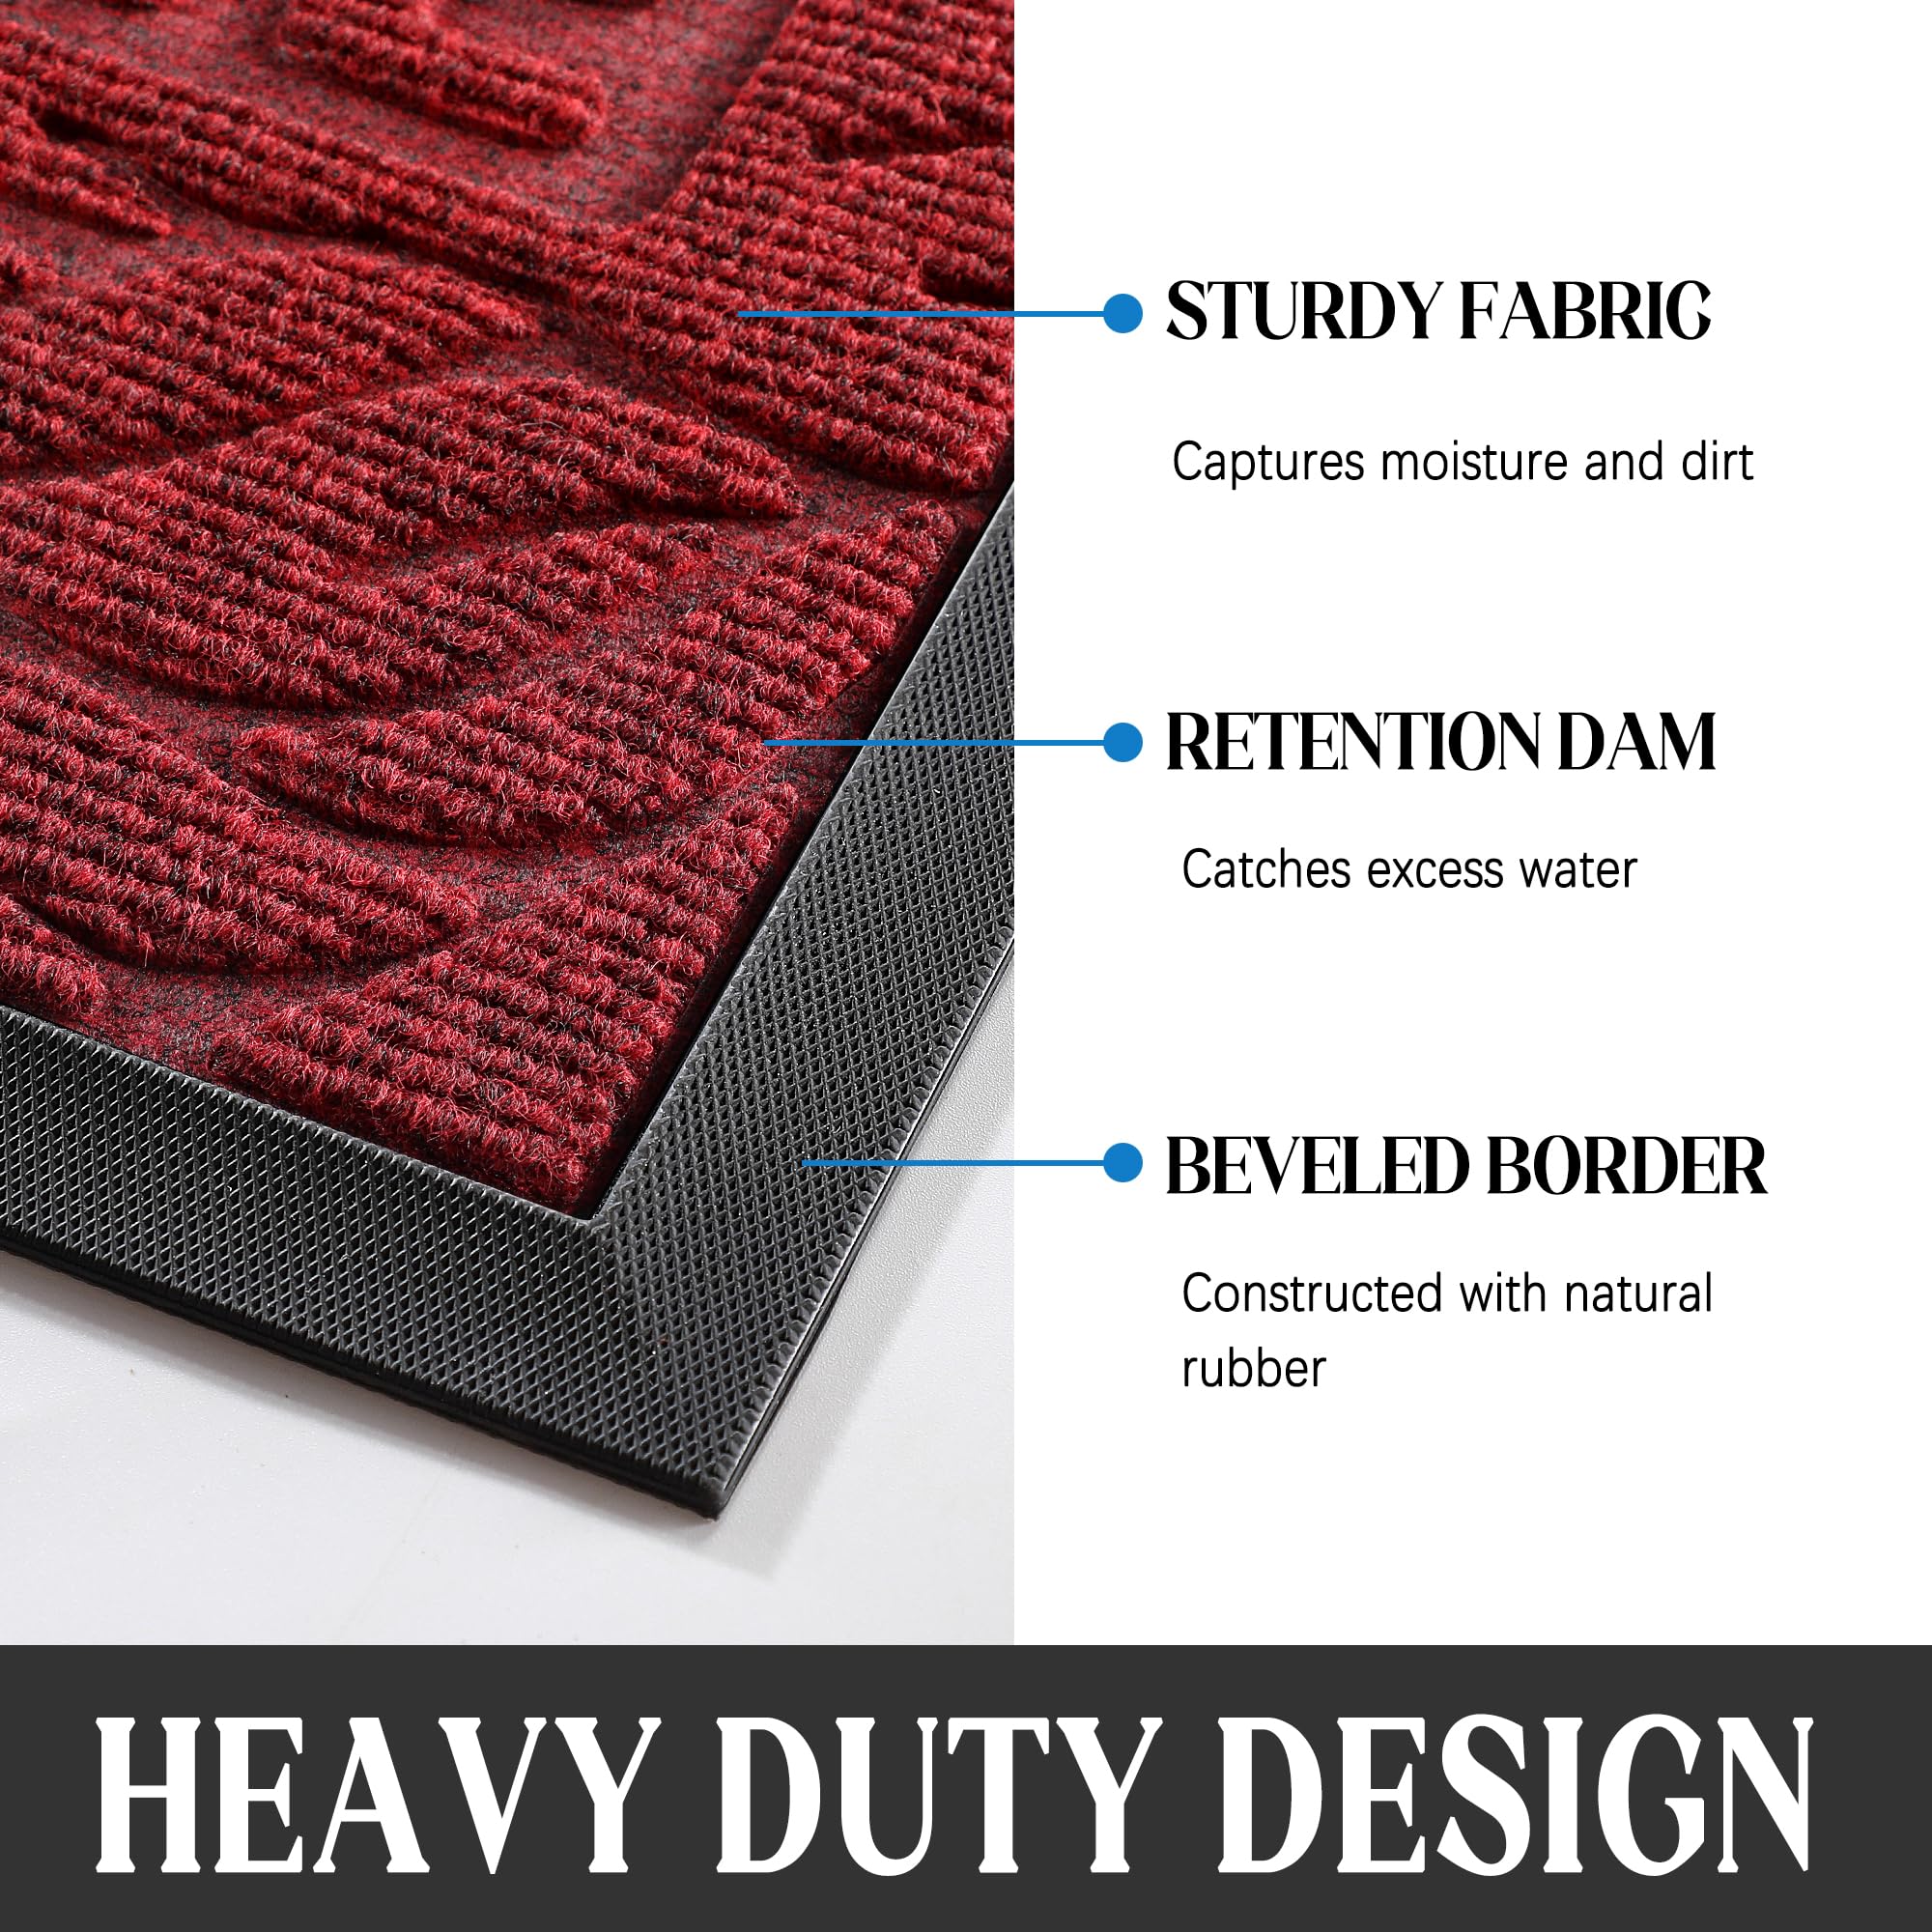 STURDY FABRIC
Captures moisture and dirt
RETENTION DAM
Catches excess water
BEVELED BORDER
Constructed with natural
rubber
HEAVY DUTY DESIGN